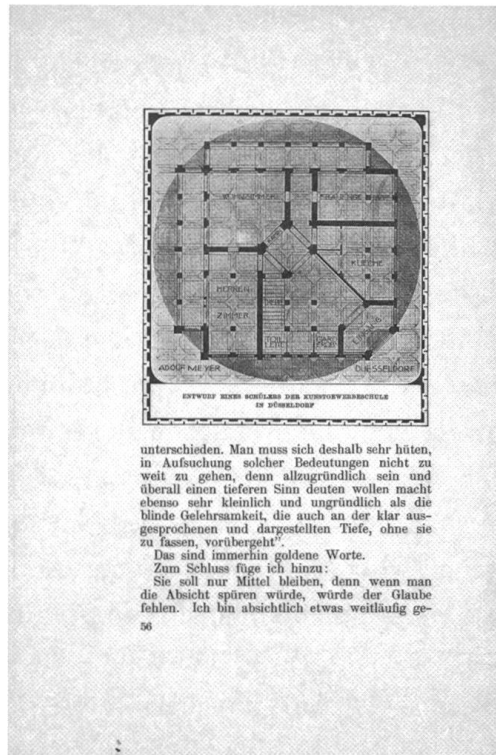 HERREN
ZIMMER
KUECHE
ADOLF MEYER DUESSELDORF
ENTWURF EINES SCHÜLERS DER KUNSTGEWERBESCHULE
IN DÜSSELDORF
unterschieden. Man muss sich deshalb sehr hüten,
in Aufsuchung solcher Bedeutungen nicht zu
weit zu gehen, denn allzugründlich sein und
überall einen tieferen Sinn deuten wollen macht
ebenso sehr kleinlich und ungründlich als die
blinde Gelehrsamkeit, die auch an der klar aus-
gesprochenen und dargestellten Tiefe, ohne sie
zu fassen, vorübergeht".
Das sind immerhin goldene Worte.
Zum Schluss füge ich hinzu:
Sie soll nur Mittel bleiben, denn wenn man
die Absicht spüren würde, würde der Glaube
fehlen. Ich bin absichtlich etwas weitläufig ge-
56